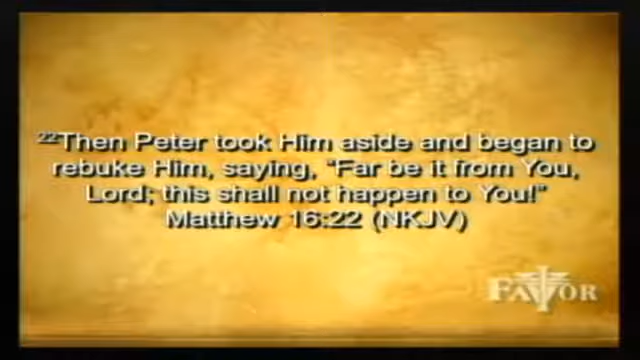 ²²Then Peter took Him aside and began to
rebuke Him, saying, "Far be it from You,
Lord; this shall not happen to You!"
Matthew 16:22 (NKJV)
FAVOR